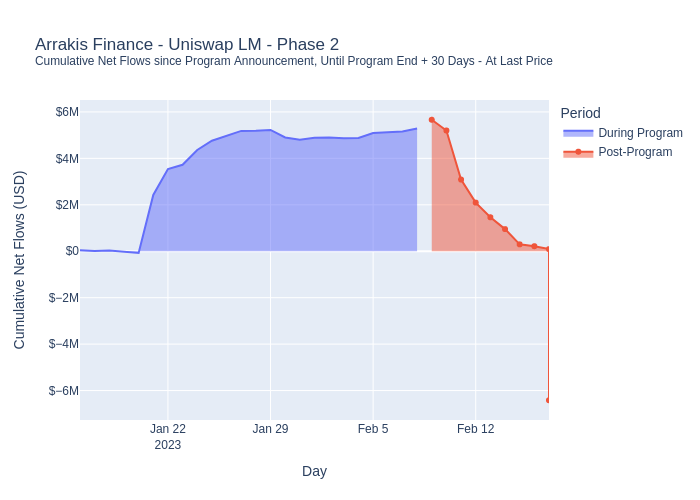 Arrakis Finance - Uniswap LM - Phase 2
Cumulative Net Flows since Program Announcement, Until Program End + 30 Days - At Last Price
Period
During Program
Post-Program
Cumulative Net Flows (USD)
$6M
$4M
$2M
$0
$−2M
$−4M
$−6M
Jan 22
2023
Jan 29
Feb 5
Feb 12
Day